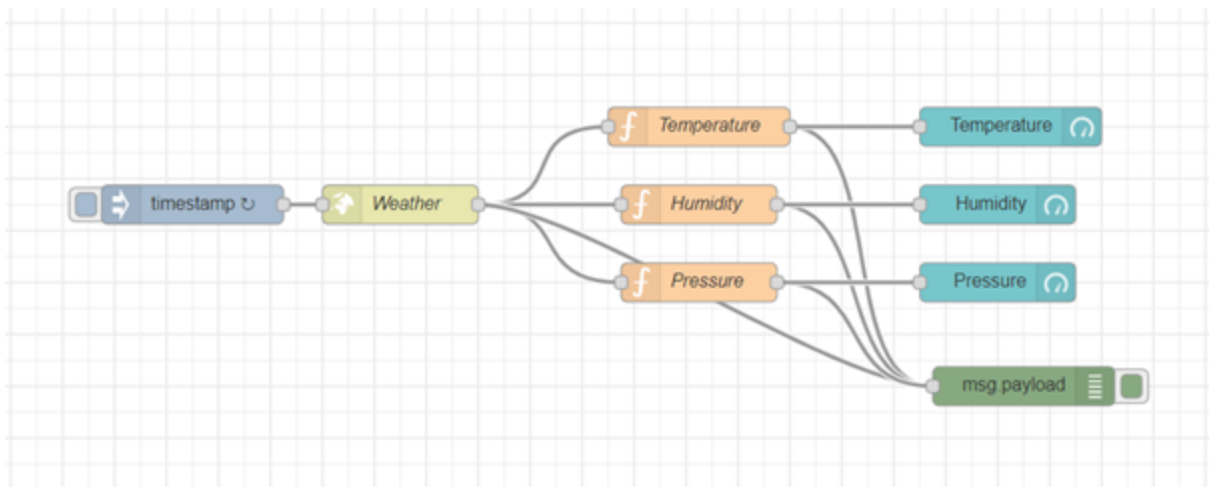 Temperature
Temperature
timestamp ↻
Weather
Humidity
Humidity
Pressure
Pressure
msg.payload